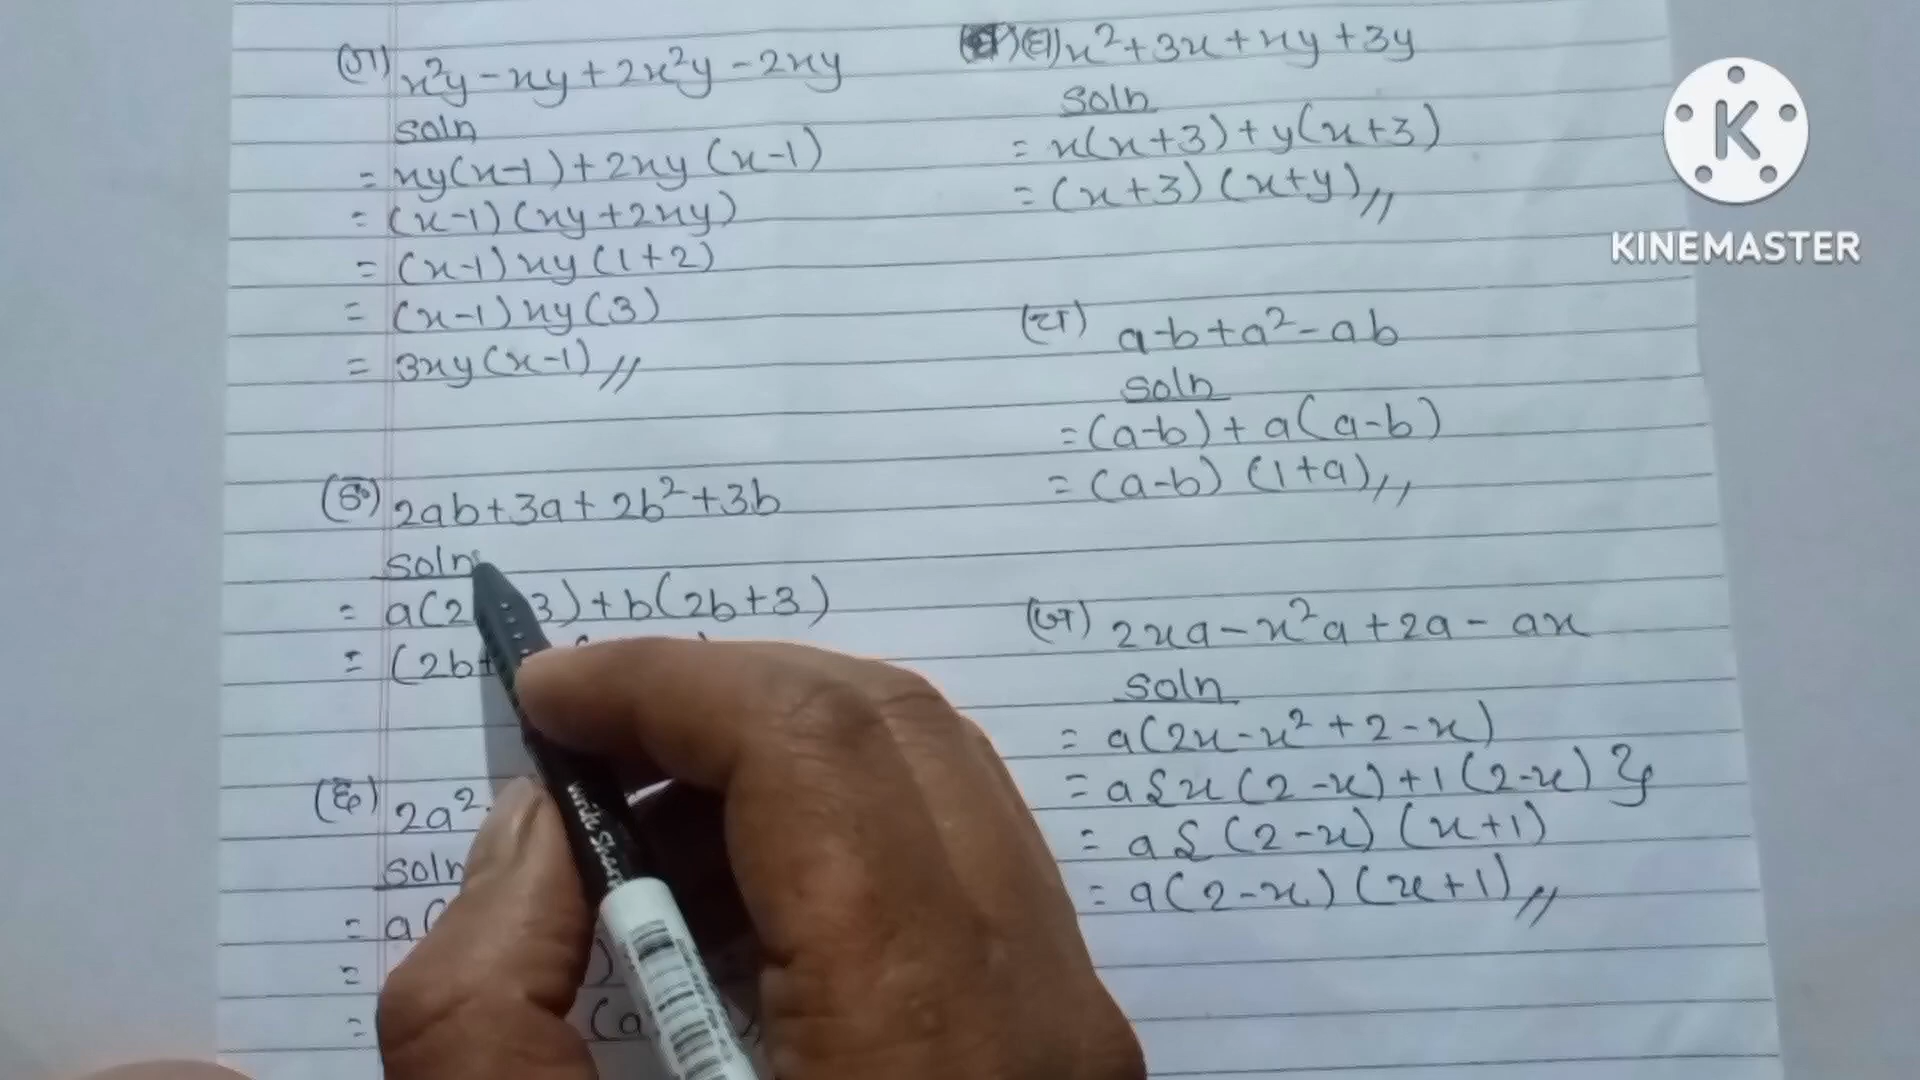 (ग) x²y - xy + 2x²y - 2xy
soln
= xy(x-1) + 2xy (x-1)
= (x-1) (xy+2xy)
= (x-1) xy (1+2)
= (x-1) xy (3)
= 3xy (x-1) //
(ङ) 2ab + 3a + 2b² + 3b
soln
= a(2 3) + b(2b+3)
= (2b+
(छ) 2a²
soln
= a(
= )
= (a
(घ) x² + 3x + xy + 3y
soln
= x(x+3) + y(x+3)
= (x+3) (x+y) //
(च) a-b + a² - ab
soln
= (a-b) + a(a-b)
= (a-b) (1+a) //
(ज) 2xa - x²a + 2a - ax
soln
= a(2x - x² + 2 - x)
= a{x(2-x) + 1(2-x)}
= a{(2-x) (x+1)
= a(2-x) (x+1) //
write
K
KINEMASTER